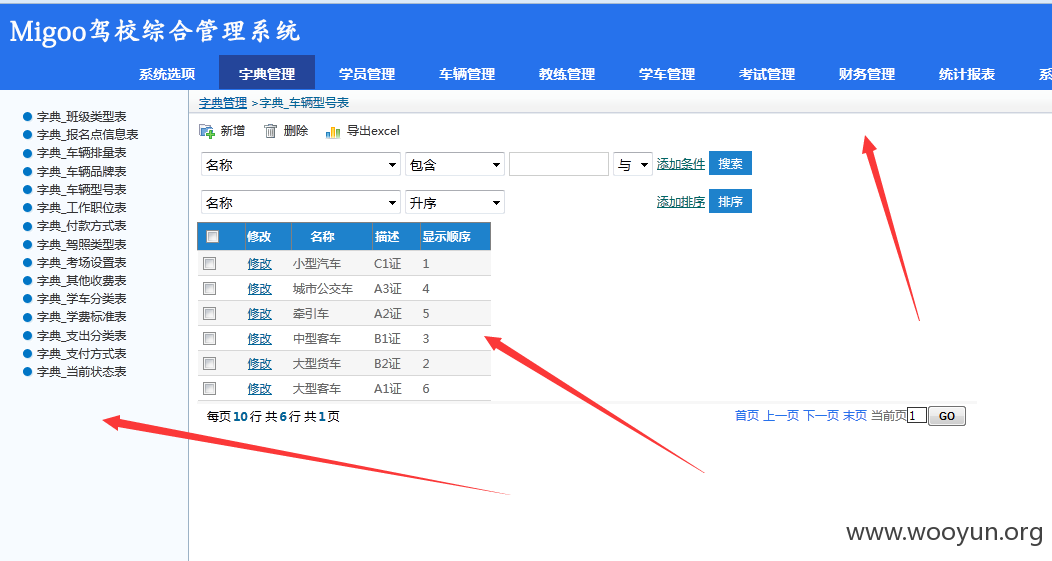 Migoo驾校综合管理系统
系统选项 字典管理 学员管理 车辆管理 教练管理 学车管理 考试管理 财务管理 统计报表 系
字典管理 >字典_车辆型号表
新增 删除 导出excel
名称 包含 与 添加条件 搜索
名称 升序 添加排序 排序
修改 名称 描述 显示顺序
修改 小型汽车 C1证 1
修改 城市公交车 A3证 4
修改 牵引车 A2证 5
修改 中型客车 B1证 3
修改 大型货车 B2证 2
修改 大型客车 A1证 6
每页10行 共6行 共1页
首页 上一页 下一页 末页 当前页1 GO
字典_班级类型表
字典_报名点信息表
字典_车辆排量表
字典_车辆品牌表
字典_车辆型号表
字典_工作职位表
字典_付款方式表
字典_驾照类型表
字典_考场设置表
字典_其他收费表
字典_学车分类表
字典_学费标准表
字典_支出分类表
字典_支付方式表
字典_当前状态表
www.wooyun.org